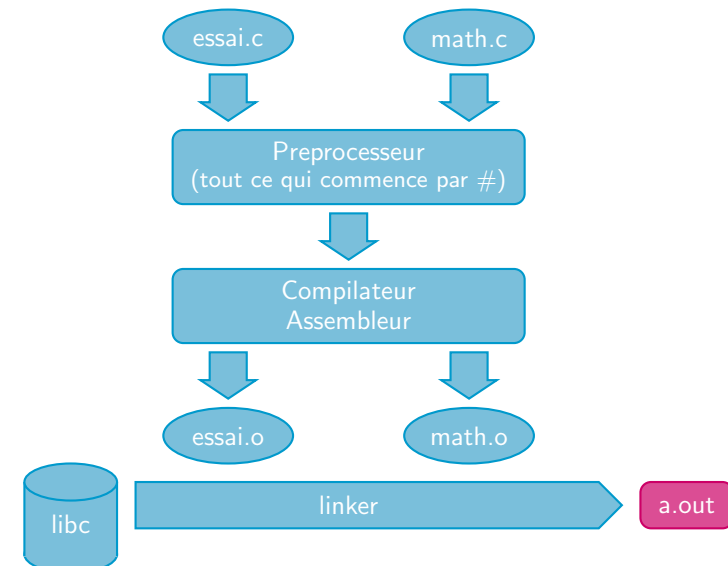 essai.c
math.c
Preprocesseur
(tout ce qui commence par #)
Compilateur
Assembleur
essai.o
math.o
libc
linker
a.out